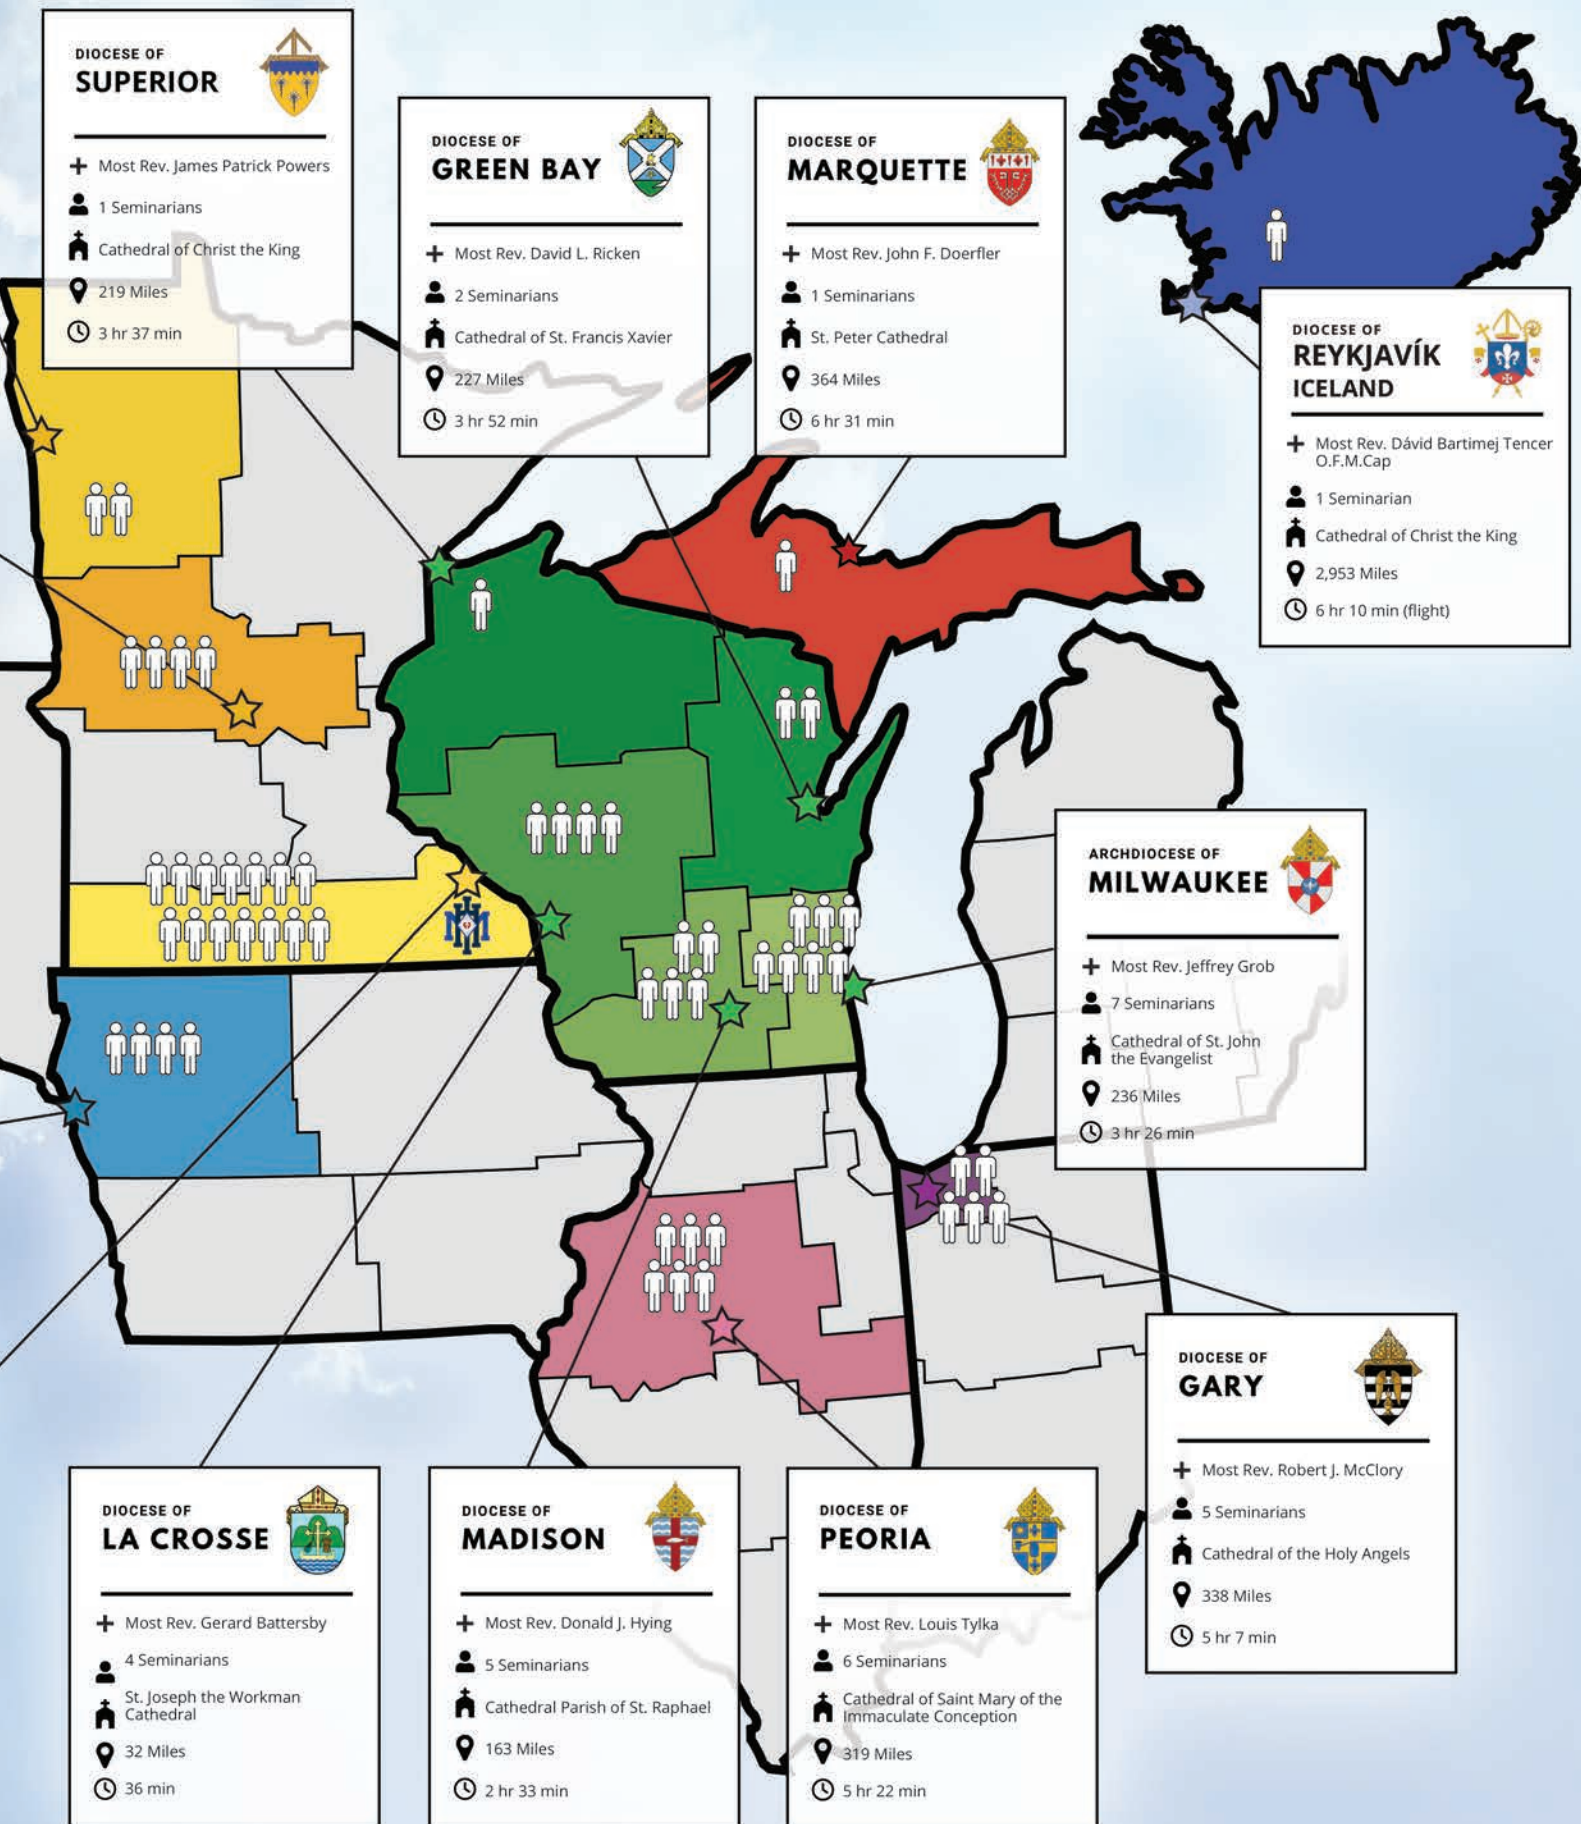 DIOCESE OF
SUPERIOR
Most Rev. James Patrick Powers
1 Seminarians
Cathedral of Christ the King
219 Miles
3 hr 37 min
DIOCESE OF
GREEN BAY
Most Rev. David L. Ricken
2 Seminarians
Cathedral of St. Francis Xavier
227 Miles
3 hr 52 min
DIOCESE OF
MARQUETTE
Most Rev. John F. Doerfler
1 Seminarians
St. Peter Cathedral
364 Miles
6 hr 31 min
DIOCESE OF
REYKJAVÍK
ICELAND
Most Rev. Dávid Bartimej Tencer
O.F.M.Cap
1 Seminarian
Cathedral of Christ the King
2,953 Miles
6 hr 10 min (flight)
ARCHDIOCESE OF
MILWAUKEE
Most Rev. Jeffrey Grob
7 Seminarians
Cathedral of St. John
the Evangelist
236 Miles
3 hr 26 min
DIOCESE OF
GARY
Most Rev. Robert J. McClory
5 Seminarians
Cathedral of the Holy Angels
338 Miles
5 hr 7 min
DIOCESE OF
LA CROSSE
Most Rev. Gerard Battersby
4 Seminarians
St. Joseph the Workman
Cathedral
32 Miles
36 min
DIOCESE OF
MADISON
Most Rev. Donald J. Hying
5 Seminarians
Cathedral Parish of St. Raphael
163 Miles
2 hr 33 min
DIOCESE OF
PEORIA
Most Rev. Louis Tylka
6 Seminarians
Cathedral of Saint Mary of the
Immaculate Conception
319 Miles
5 hr 22 min